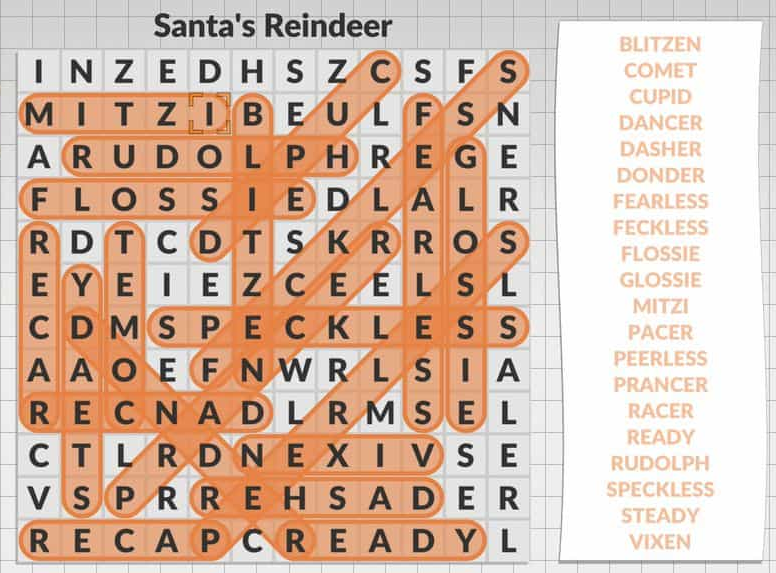 Santa's Reindeer
I N Z E D H S Z C S F S
M I T Z I B E U L F S N
A R U D O L P H R E G E
F L O S S I E D L A L R
R D T C D T S K R R O S
E Y E I E Z C E E L S L
C D M S P E C K L E S S
A A O E F N W R L S I A
R E C N A D L R M S E L
C T L R D N E X I V S E
V S P R R E H S A D E R
R E C A P C R E A D Y L
BLITZEN
COMET
CUPID
DANCER
DASHER
DONDER
FEARLESS
FECKLESS
FLOSSIE
GLOSSIE
MITZI
PACER
PEERLESS
PRANCER
RACER
READY
RUDOLPH
SPECKLESS
STEADY
VIXEN